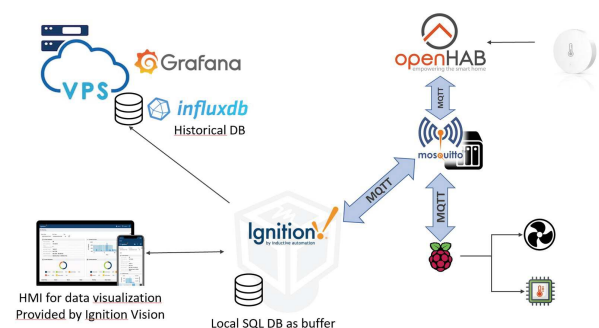 Grafana
VPS
influxdb
Historical DB
openHAB
empowering the smart home
MQTT
mosquitto
MQTT
MQTT
Ignition!
by inductive automation
HMI for data visualization
Provided by Ignition Vision
Local SQL DB as buffer